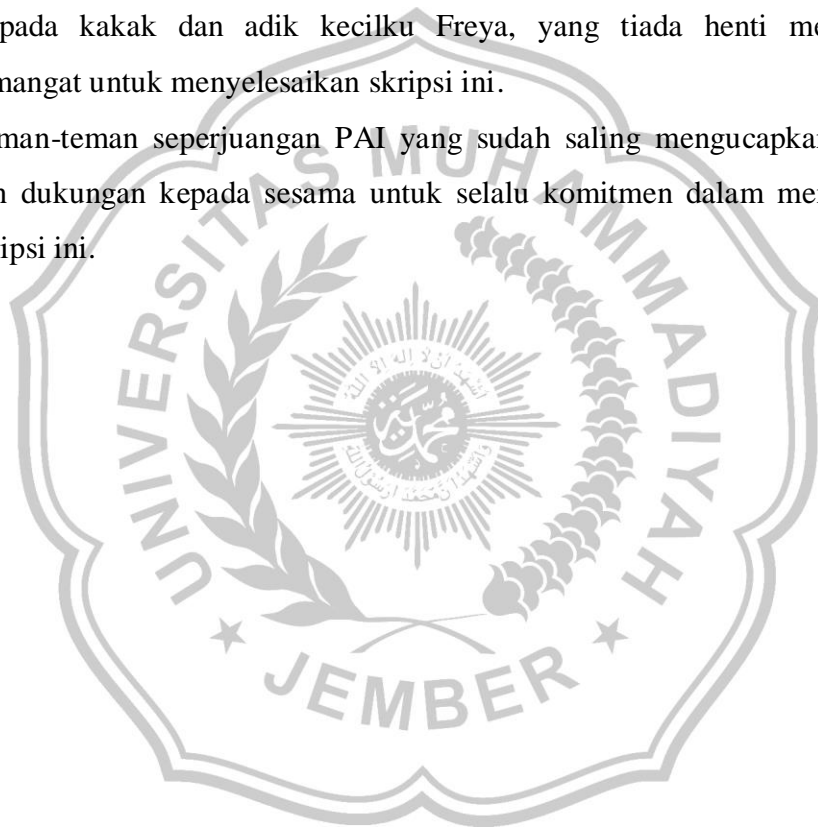 pada kakak dan adik kecilku Freya, yang tiada henti me
mangat untuk menyelesaikan skripsi ini.
man-teman seperjuangan PAI yang sudah saling mengucapka
n dukungan kepada sesama untuk selalu komitmen dalam me
ipsi ini.
UNIVERSITAS MUHAMMADIYAH
JEMBER